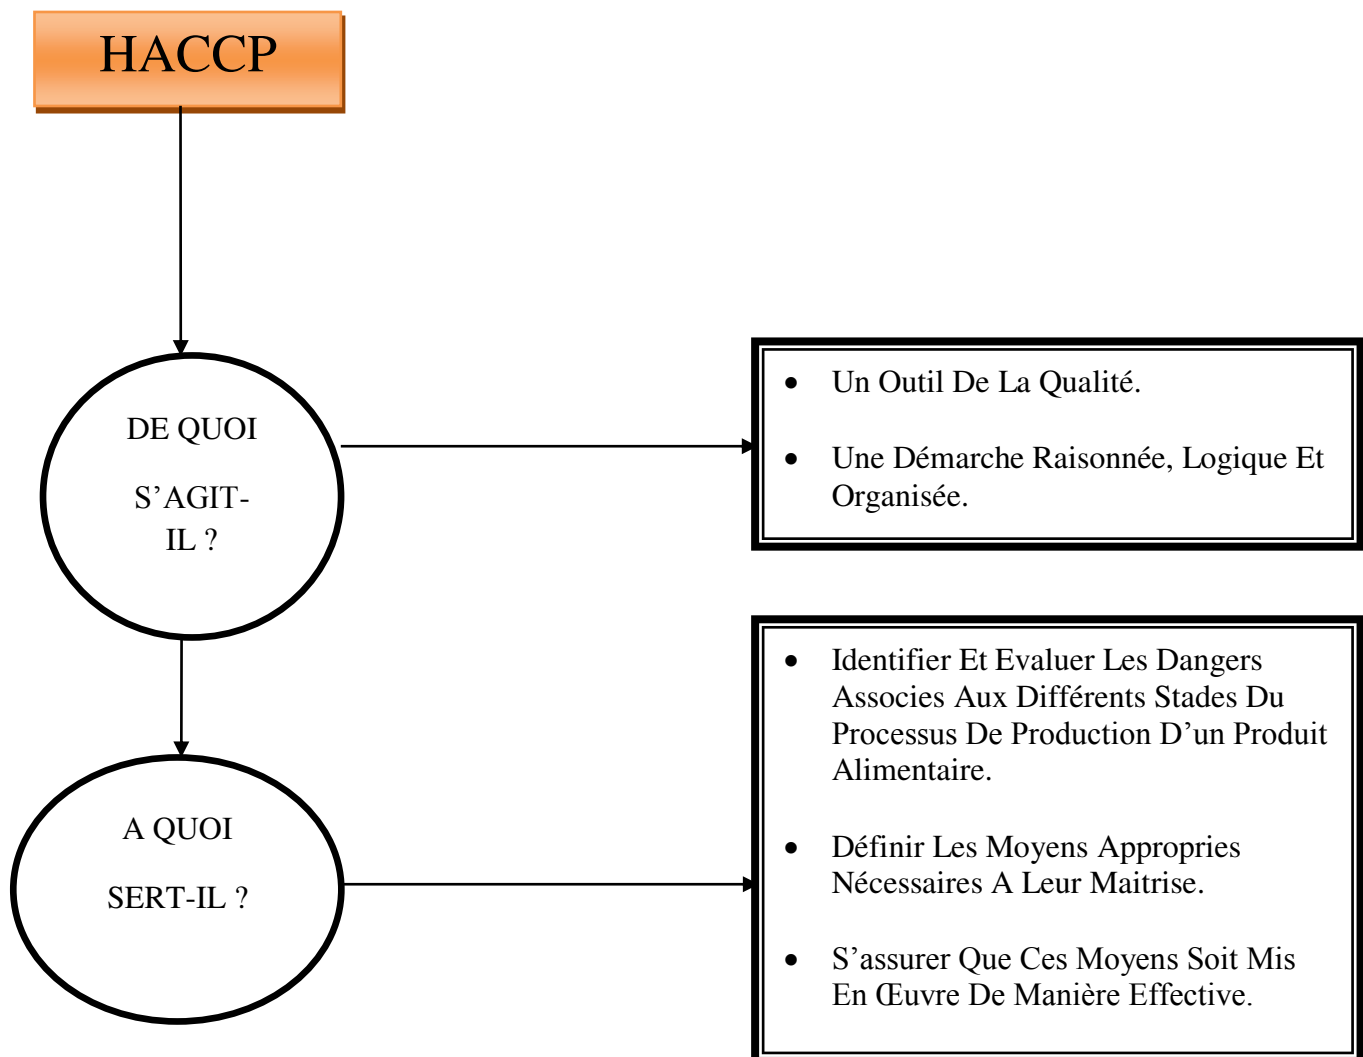 HACCP
DE QUOI
S’AGIT-
IL ?
• Un Outil De La Qualité.
• Une Démarche Raisonnée, Logique Et
Organisée.
A QUOI
SERT-IL ?
• Identifier Et Evaluer Les Dangers
Associes Aux Différents Stades Du
Processus De Production D’un Produit
Alimentaire.
• Définir Les Moyens Appropries
Nécessaires A Leur Maitrise.
• S’assurer Que Ces Moyens Soit Mis
En Œuvre De Manière Effective.